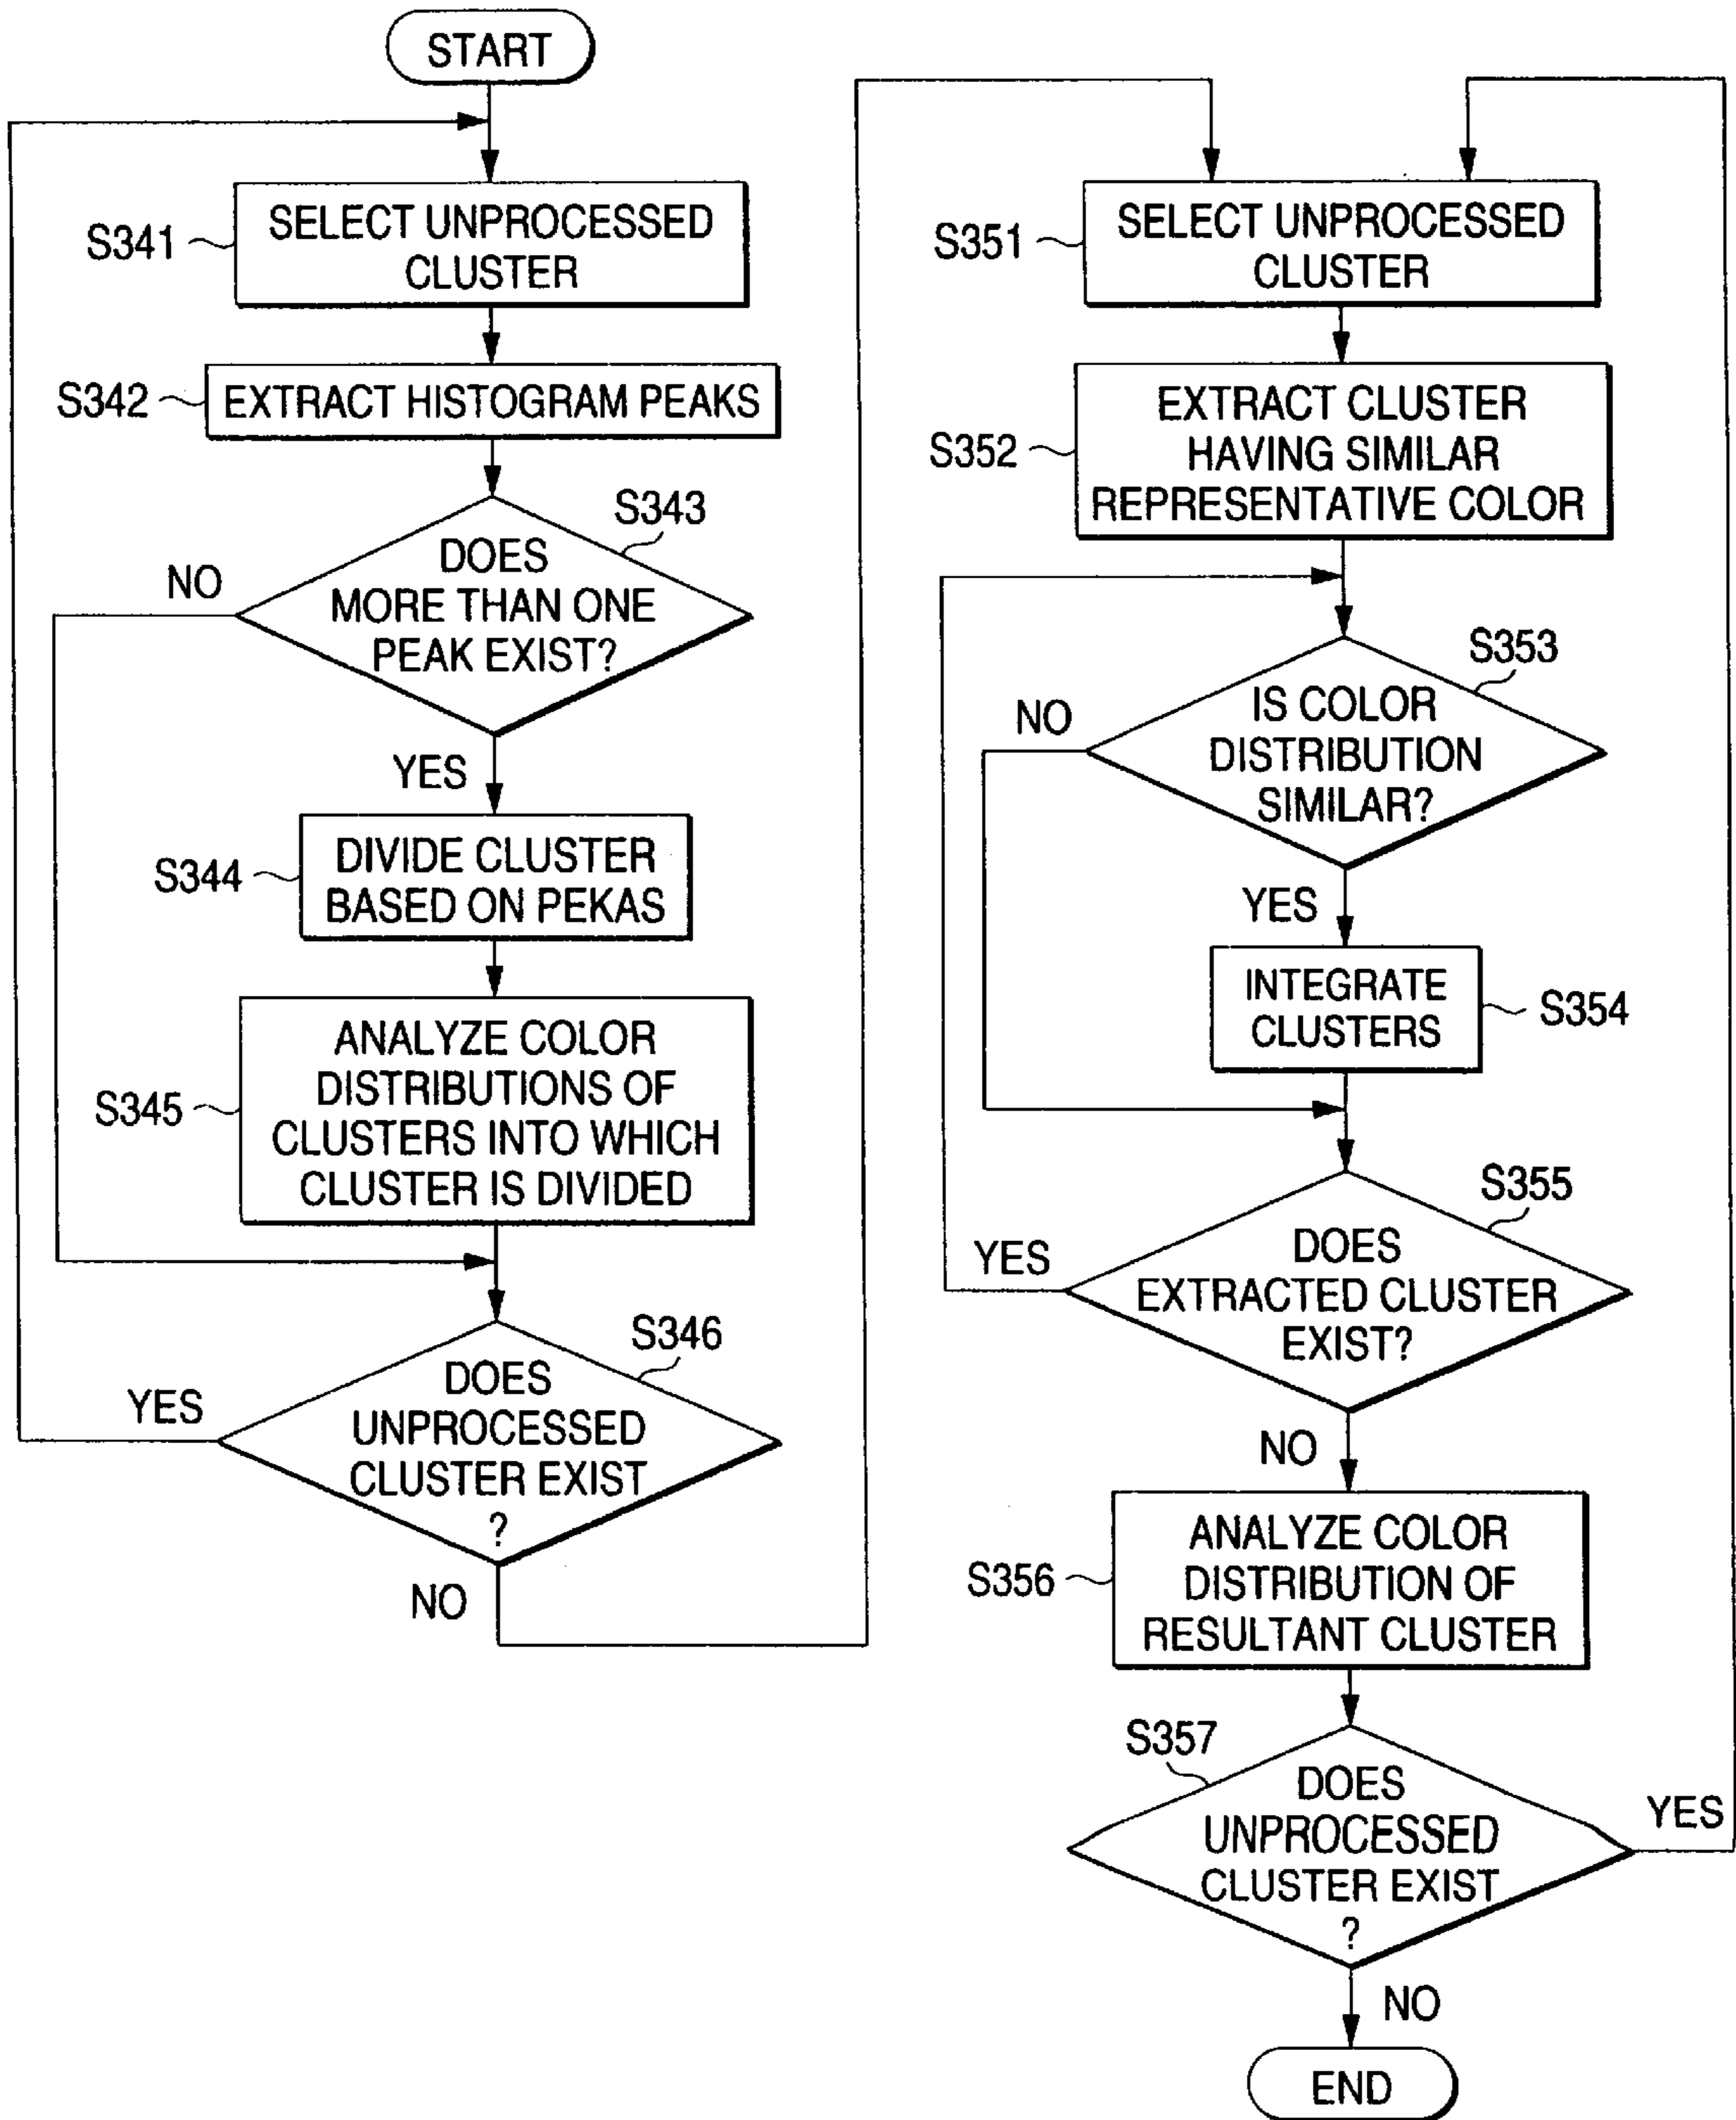 START
S341
SELECT UNPROCESSED
CLUSTER
S342
EXTRACT HISTOGRAM PEAKS
S343
DOES
MORE THAN ONE
PEAK EXIST?
NO
YES
S344
DIVIDE CLUSTER
BASED ON PEKAS
S345
ANALYZE COLOR
DISTRIBUTIONS OF
CLUSTERS INTO WHICH
CLUSTER IS DIVIDED
S346
DOES
UNPROCESSED
CLUSTER EXIST
?
YES
NO
S351
SELECT UNPROCESSED
CLUSTER
S352
EXTRACT CLUSTER
HAVING SIMILAR
REPRESENTATIVE COLOR
S353
IS COLOR
DISTRIBUTION
SIMILAR?
NO
YES
INTEGRATE
CLUSTERS
S354
S355
DOES
EXTRACTED CLUSTER
EXIST?
YES
NO
S356
ANALYZE COLOR
DISTRIBUTION OF
RESULTANT CLUSTER
S357
DOES
UNPROCESSED
CLUSTER EXIST
?
YES
NO
END